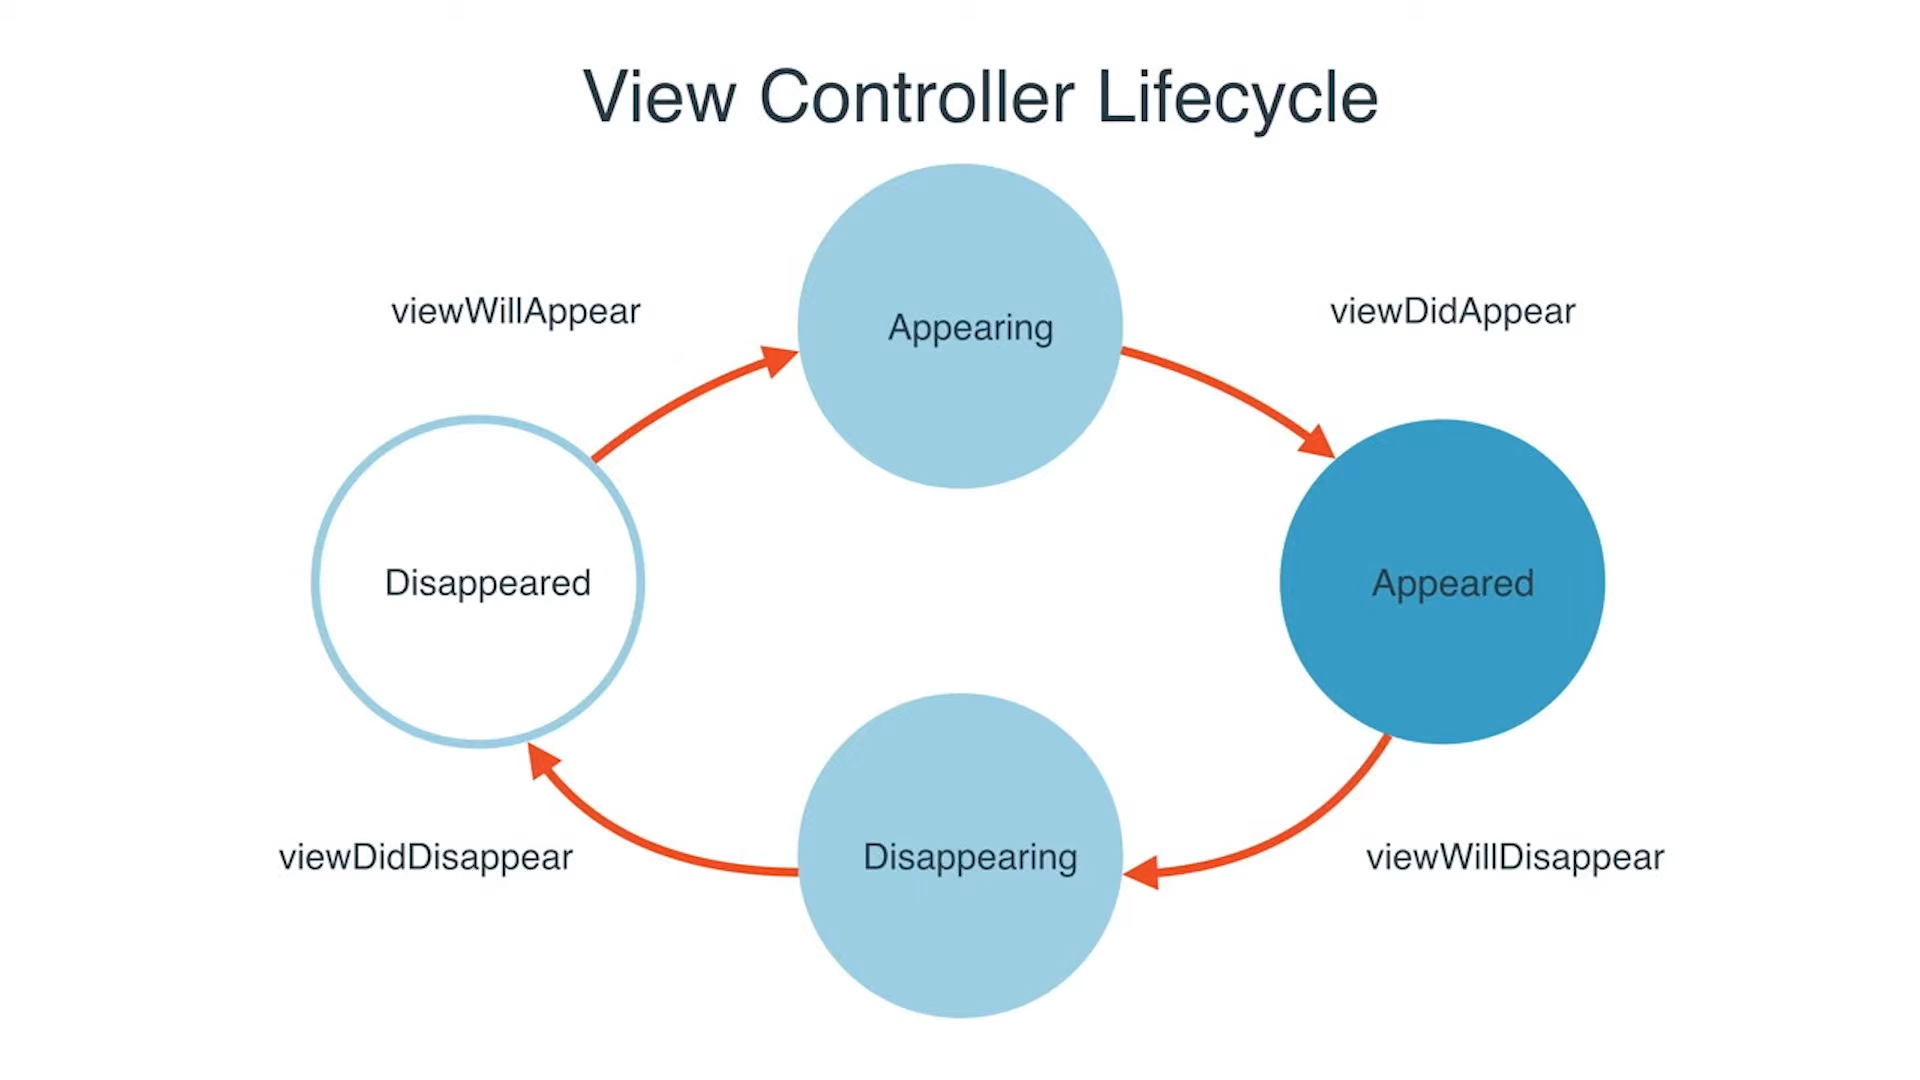 View Controller Lifecycle
viewWillAppear
Appearing
viewDidAppear
Disappeared
Appeared
viewDidDisappear
Disappearing
viewWillDisappear